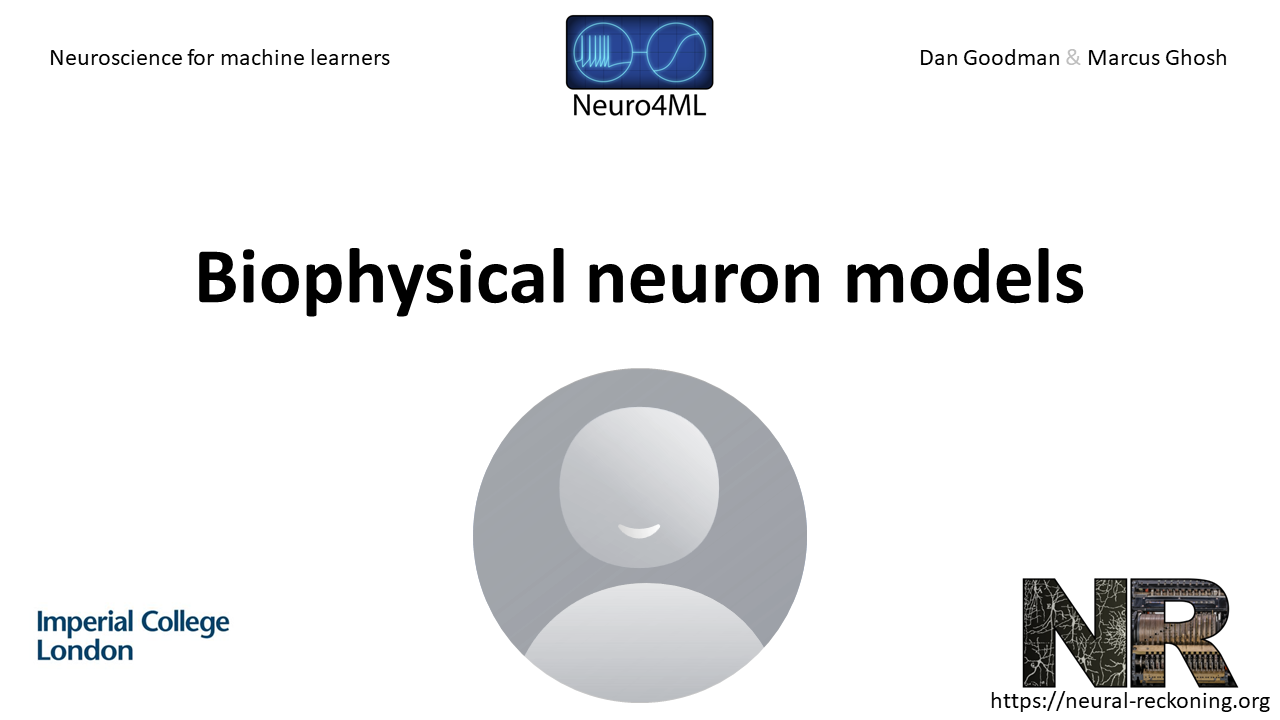 Neuroscience for machine learners
Neuro4ML
Dan Goodman & Marcus Ghosh
Biophysical neuron models
Imperial College
London
NR
https://neural-reckoning.org